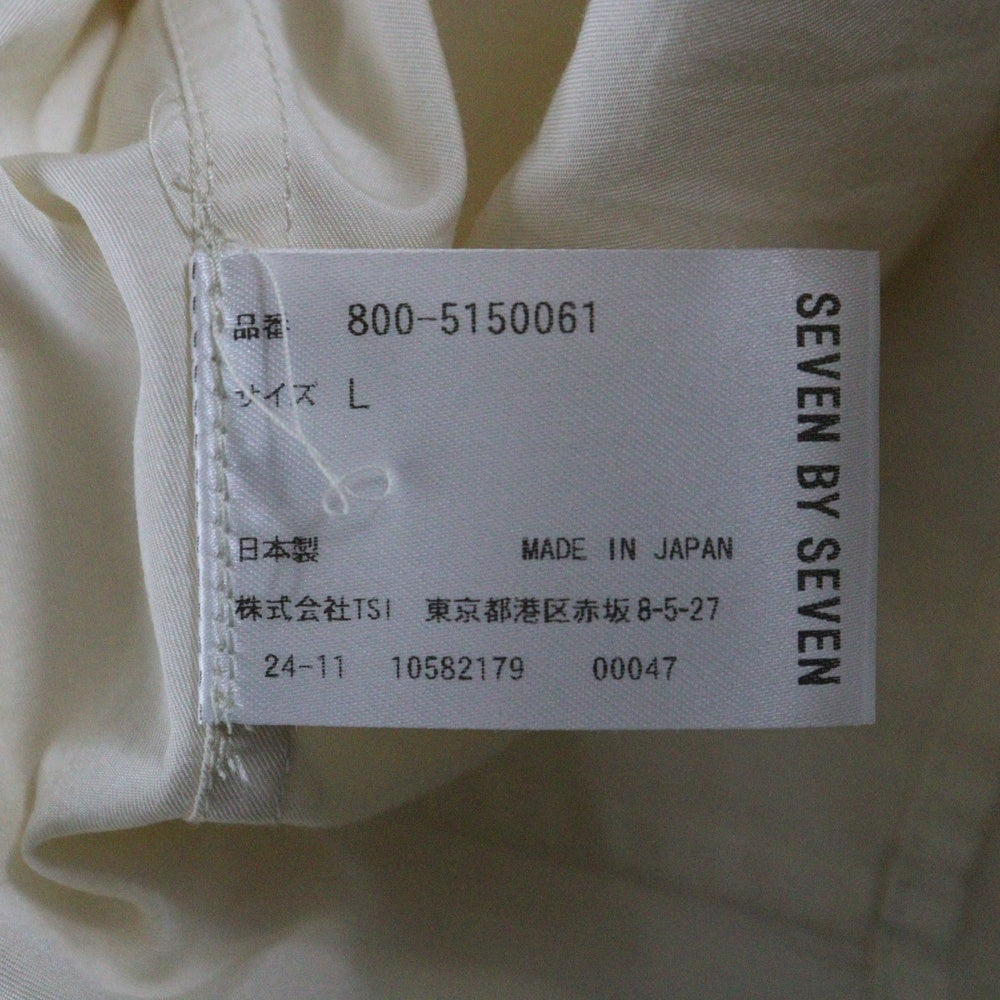 品番 800-5150061
サイズ L
日本製 MADE IN JAPAN
株式会社TSI 東京都港区赤坂8-5-27
24-11 10582179 00047
SEVEN BY SEVEN